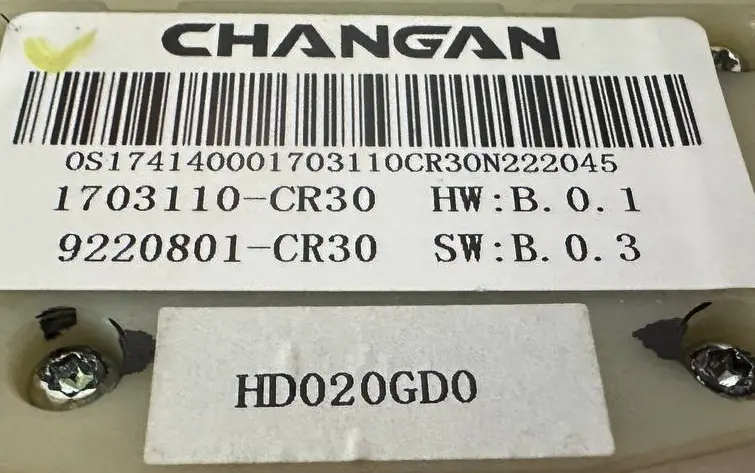 CHANGAN
0S174140001703110CR30N222045
1703110-CR30 HW:B.0.1
9220801-CR30 SW:B.0.3
HD020GD0